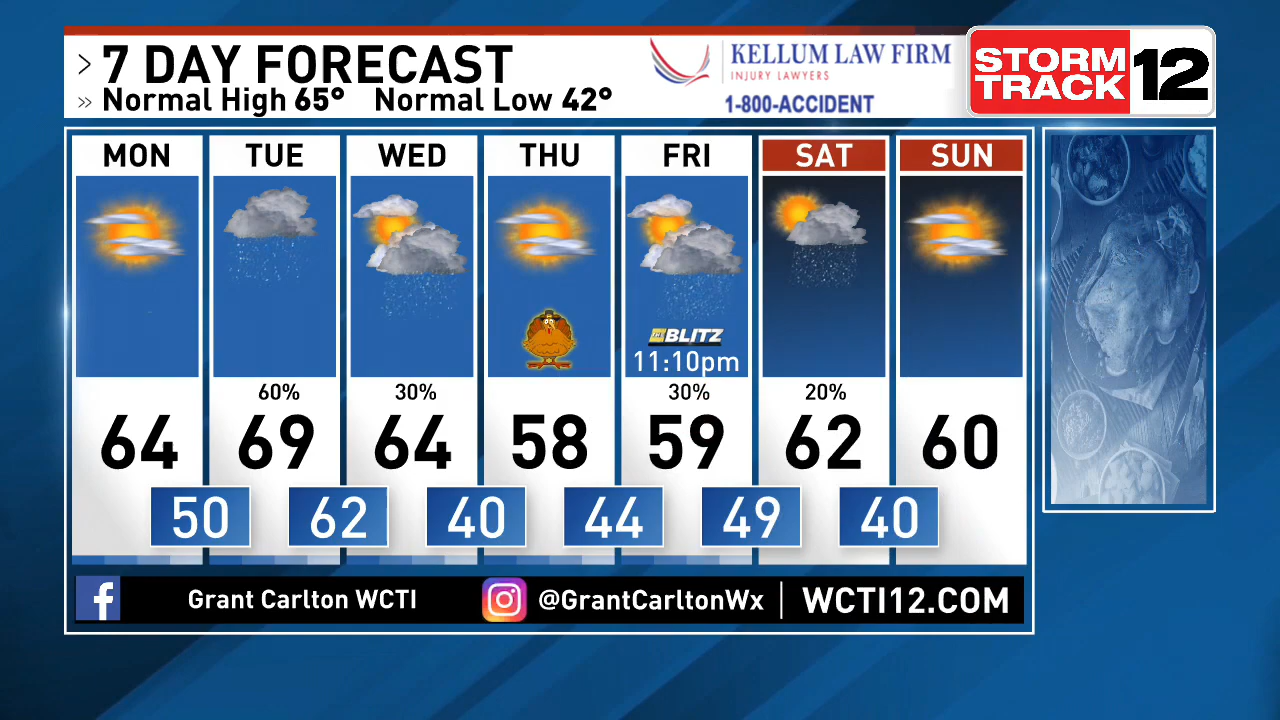 > 7 DAY FORECAST
» Normal High 65° Normal Low 42°
KELLUM LAW FIRM
INJURY LAWYERS
1-800-ACCIDENT
STORM TRACK 12
MON TUE WED THU FRI SAT SUN
BLITZ
11:10pm
60% 30% 30% 20%
64 69 64 58 59 62 60
50 62 40 44 49 40
f Grant Carlton WCTI @GrantCarltonWx | WCTI12.COM